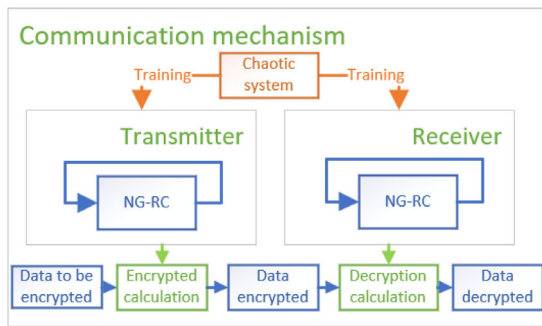 Communication mechanism
Chaotic
system
Training
Training
Transmitter
Receiver
NG-RC
NG-RC
Data to be
encrypted
Encrypted
calculation
Data
encrypted
Decryption
calculation
Data
decrypted